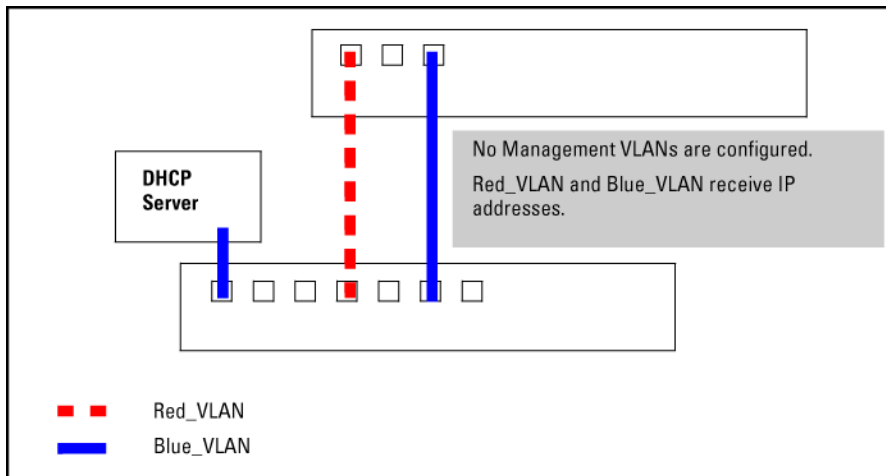 No Management VLANs are configured.
Red_VLAN and Blue_VLAN receive IP
addresses.
DHCP
Server
Red_VLAN
Blue_VLAN